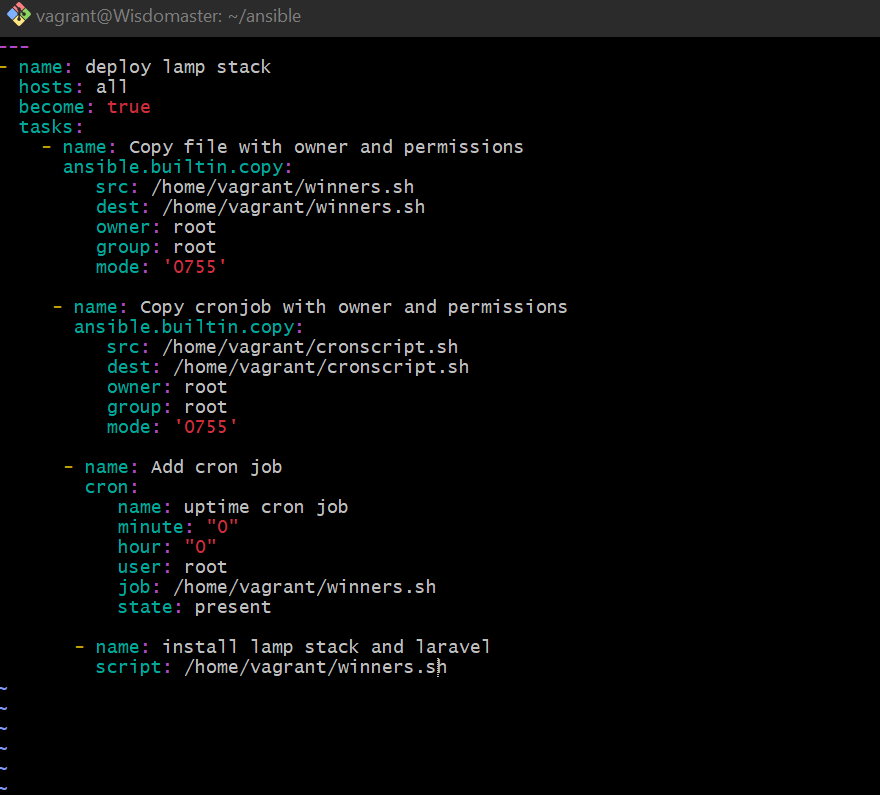 vagrant@Wisdomaster: ~/ansible
---
- name: deploy lamp stack
  hosts: all
  become: true
  tasks:
    - name: Copy file with owner and permissions
      ansible.builtin.copy:
         src: /home/vagrant/winners.sh
         dest: /home/vagrant/winners.sh
         owner: root
         group: root
         mode: '0755'

     - name: Copy cronjob with owner and permissions
       ansible.builtin.copy:
          src: /home/vagrant/cronscript.sh
          dest: /home/vagrant/cronscript.sh
          owner: root
          group: root
          mode: '0755'

      - name: Add cron job
        cron:
           name: uptime cron job
           minute: "0"
           hour: "0"
           user: root
           job: /home/vagrant/winners.sh
           state: present

       - name: install lamp stack and laravel
         script: /home/vagrant/winners.sh
~
~
~
~
~
~